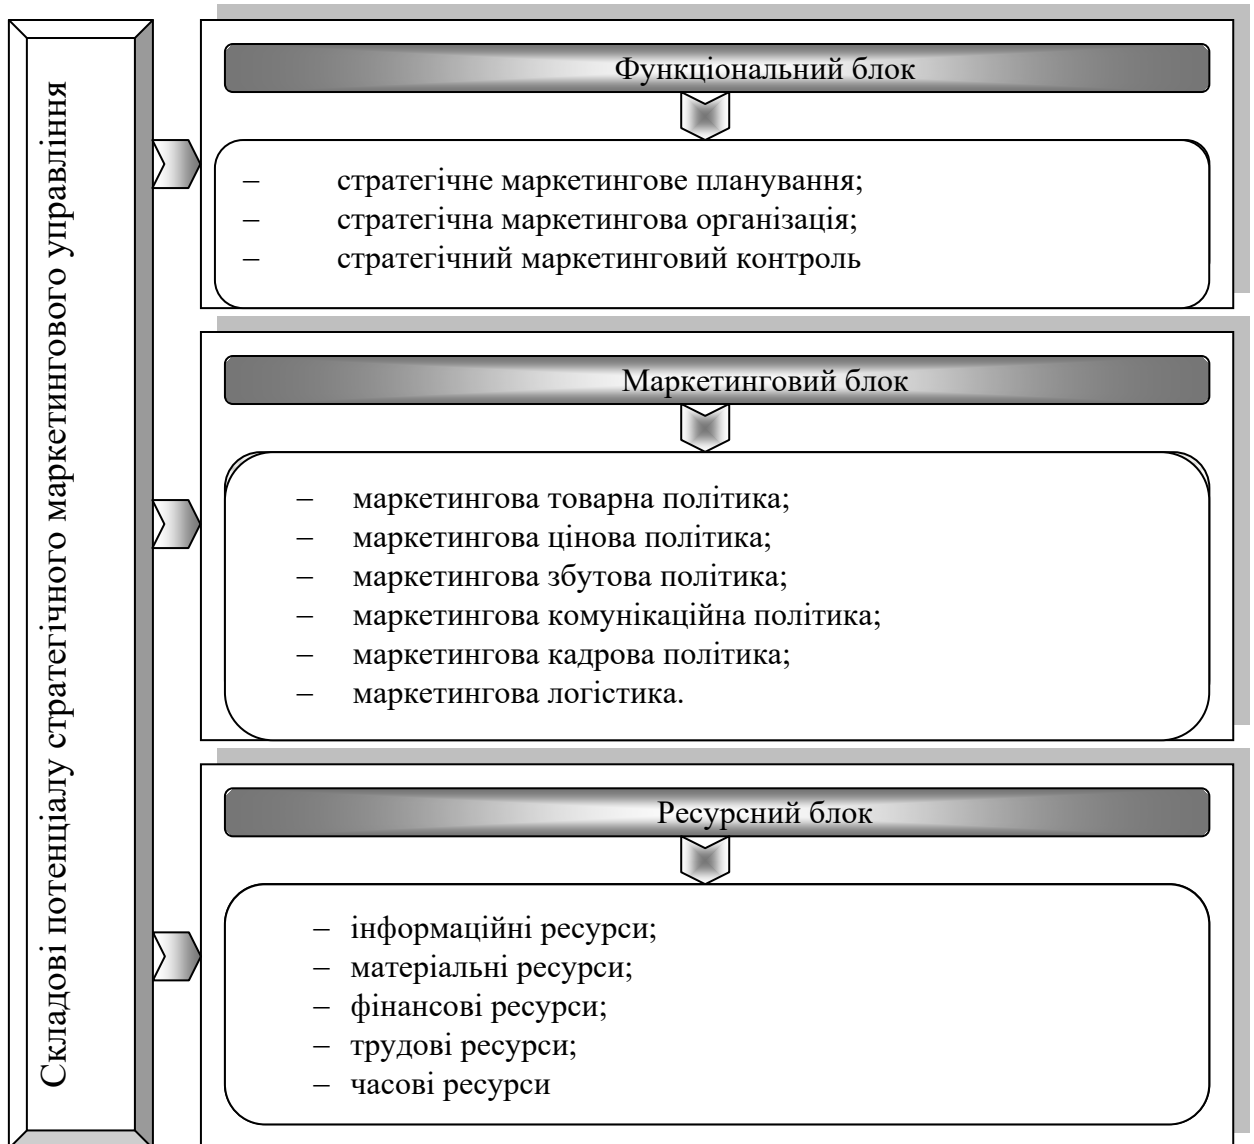 Складові потенціалу стратегічного маркетингового управління
Функціональний блок
– стратегічне маркетингове планування;
– стратегічна маркетингова організація;
– стратегічний маркетинговий контроль
Маркетинговий блок
– маркетингова товарна політика;
– маркетингова цінова політика;
– маркетингова збутова політика;
– маркетингова комунікаційна політика;
– маркетингова кадрова політика;
– маркетингова логістика.
Ресурсний блок
– інформаційні ресурси;
– матеріальні ресурси;
– фінансові ресурси;
– трудові ресурси;
– часові ресурси